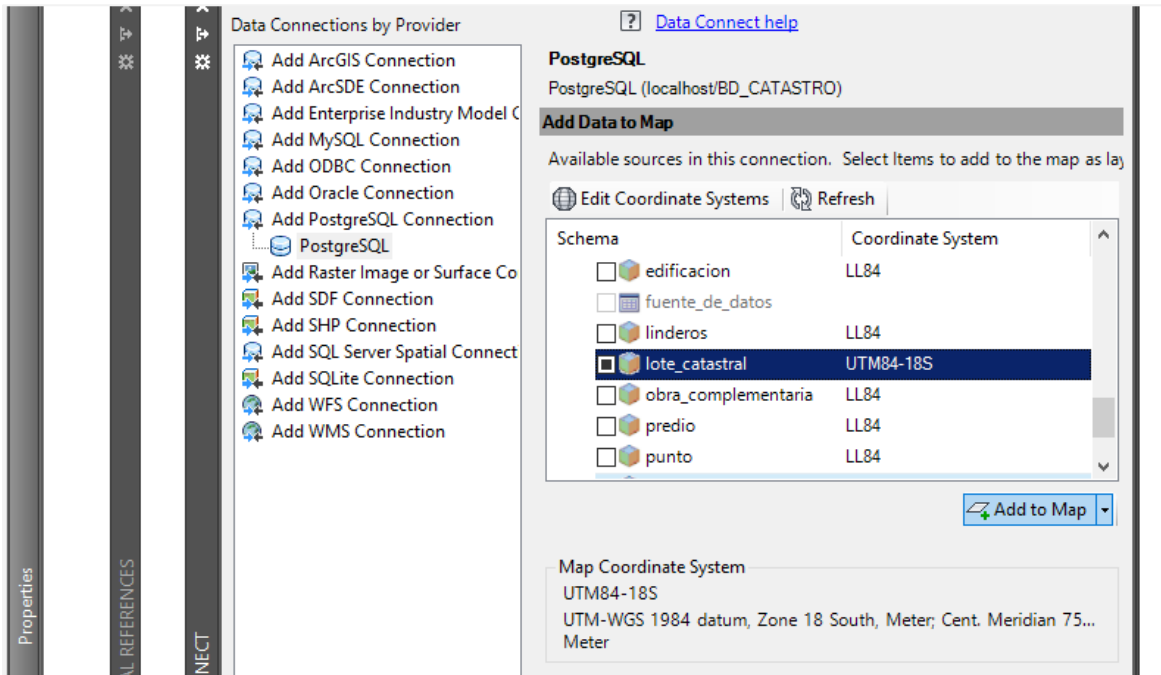 Properties
AL REFERENCES
NNECT
Data Connections by Provider
Add ArcGIS Connection
Add ArcSDE Connection
Add Enterprise Industry Model C
Add MySQL Connection
Add ODBC Connection
Add Oracle Connection
Add PostgreSQL Connection
PostgreSQL
Add Raster Image or Surface Co
Add SDF Connection
Add SHP Connection
Add SQL Server Spatial Connect
Add SQLite Connection
Add WFS Connection
Add WMS Connection
? Data Connect help
PostgreSQL
PostgreSQL (localhost/BD_CATASTRO)
Add Data to Map
Available sources in this connection. Select Items to add to the map as lay
Edit Coordinate Systems Refresh
Schema Coordinate System
edificacion LL84
fuente_de_datos
linderos LL84
lote_catastral UTM84-18S
obra_complementaria LL84
predio LL84
punto LL84
Add to Map
Map Coordinate System
UTM84-18S
UTM-WGS 1984 datum, Zone 18 South, Meter; Cent. Meridian 75...
Meter